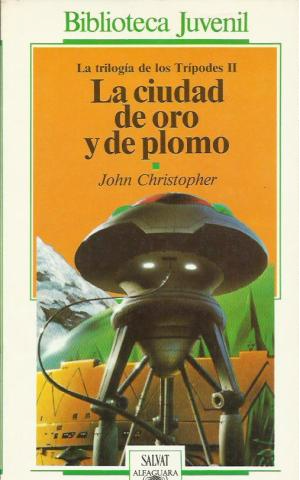 Biblioteca Juvenil
La trilogía de los Trípodes II
La ciudad
de oro
y de plomo
John Christopher
SALVAT
ALFAGUARA